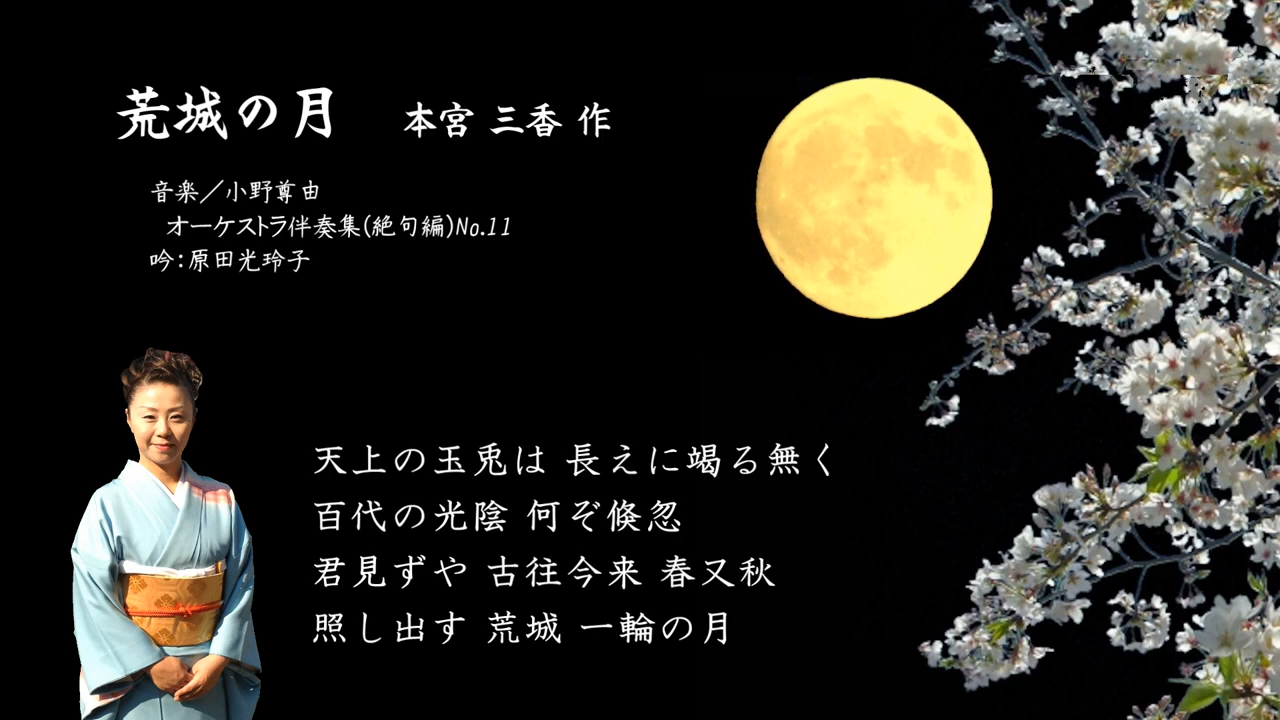 荒城の月 本宮 三香 作
音楽／小野尊由
オーケストラ伴奏集(絶句編)No.11
吟:原田光玲子
天上の玉兎は 長えに竭る無く
百代の光陰 何ぞ倏忽
君見ずや 古往今来 春又秋
照し出す 荒城 一輪の月